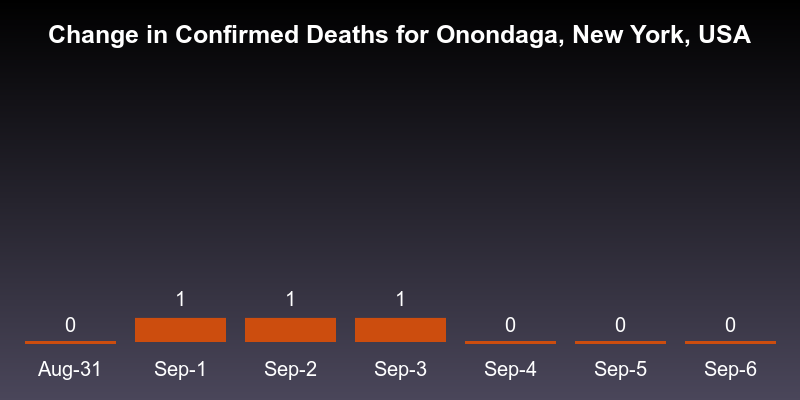 Change in Confirmed Deaths for Onondaga, New York, USA
0 1 1 1 0 0 0
Aug-31 Sep-1 Sep-2 Sep-3 Sep-4 Sep-5 Sep-6